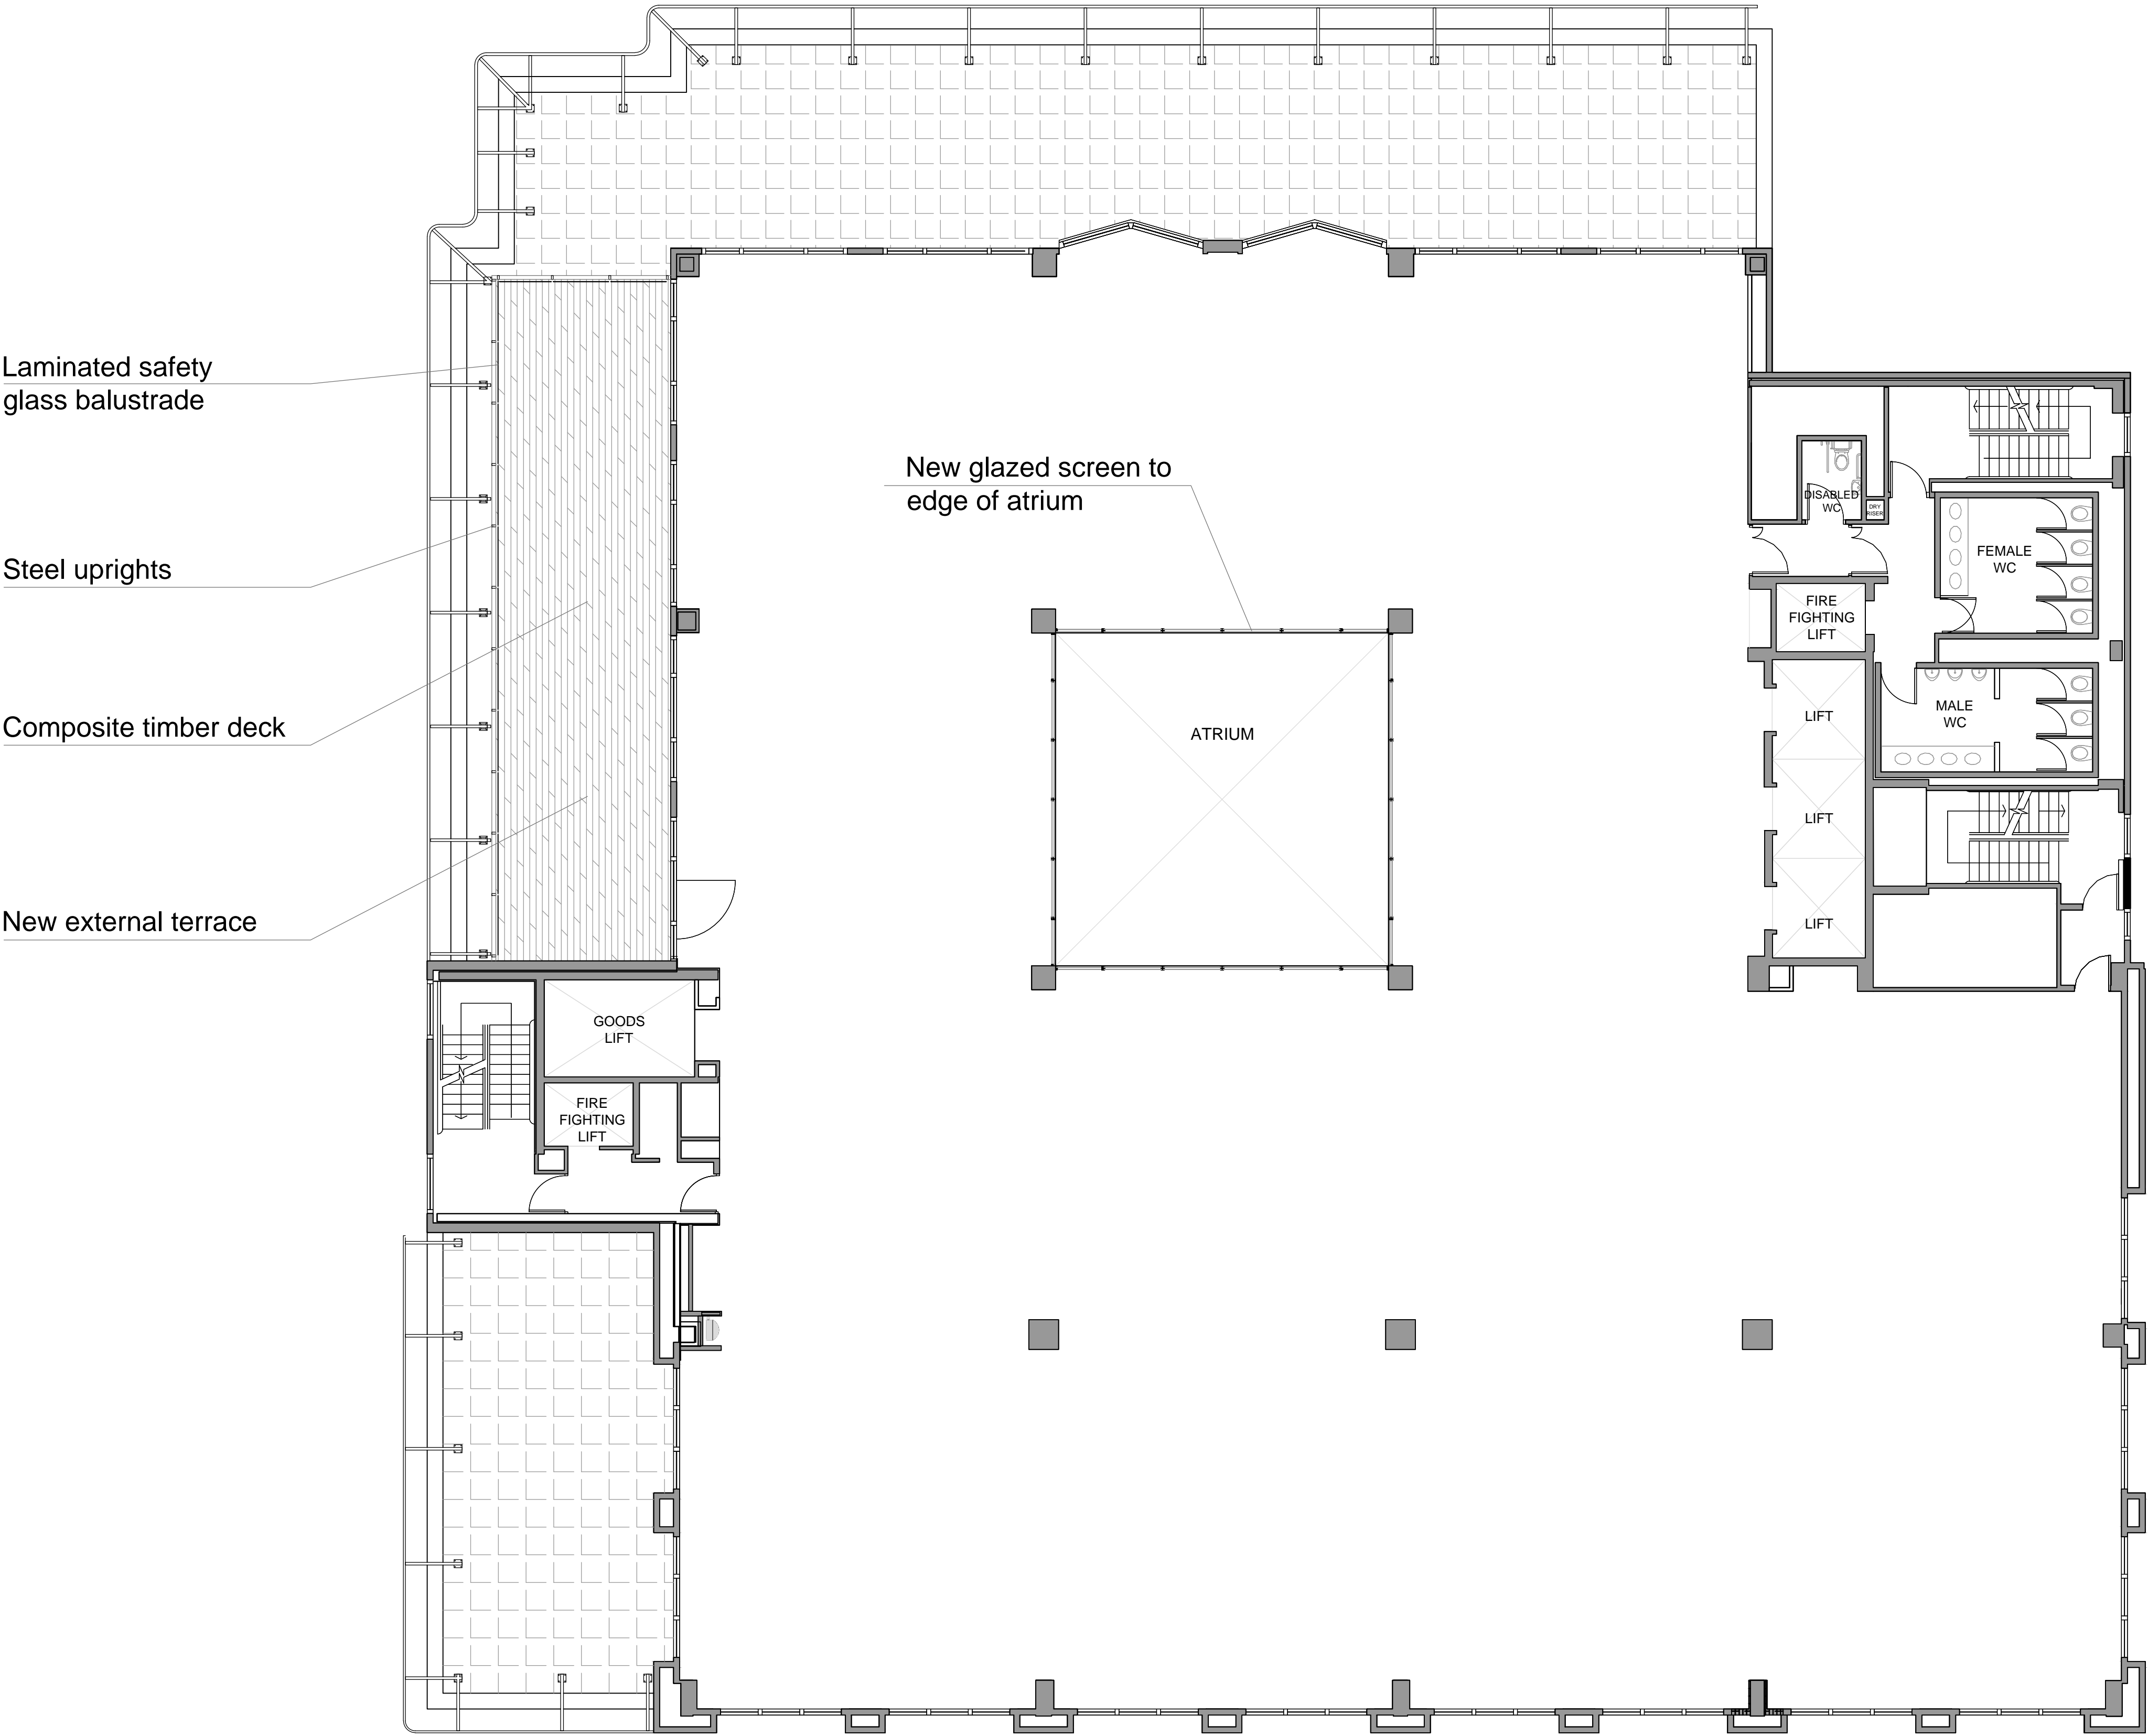 Laminated safety
glass balustrade
Steel uprights
Composite timber deck
New external terrace
New glazed screen to
edge of atrium
ATRIUM
DISABLED
WC
DRY
RISER
FEMALE
WC
FIRE
FIGHTING
LIFT
MALE
WC
LIFT
LIFT
LIFT
GOODS
LIFT
FIRE
FIGHTING
LIFT